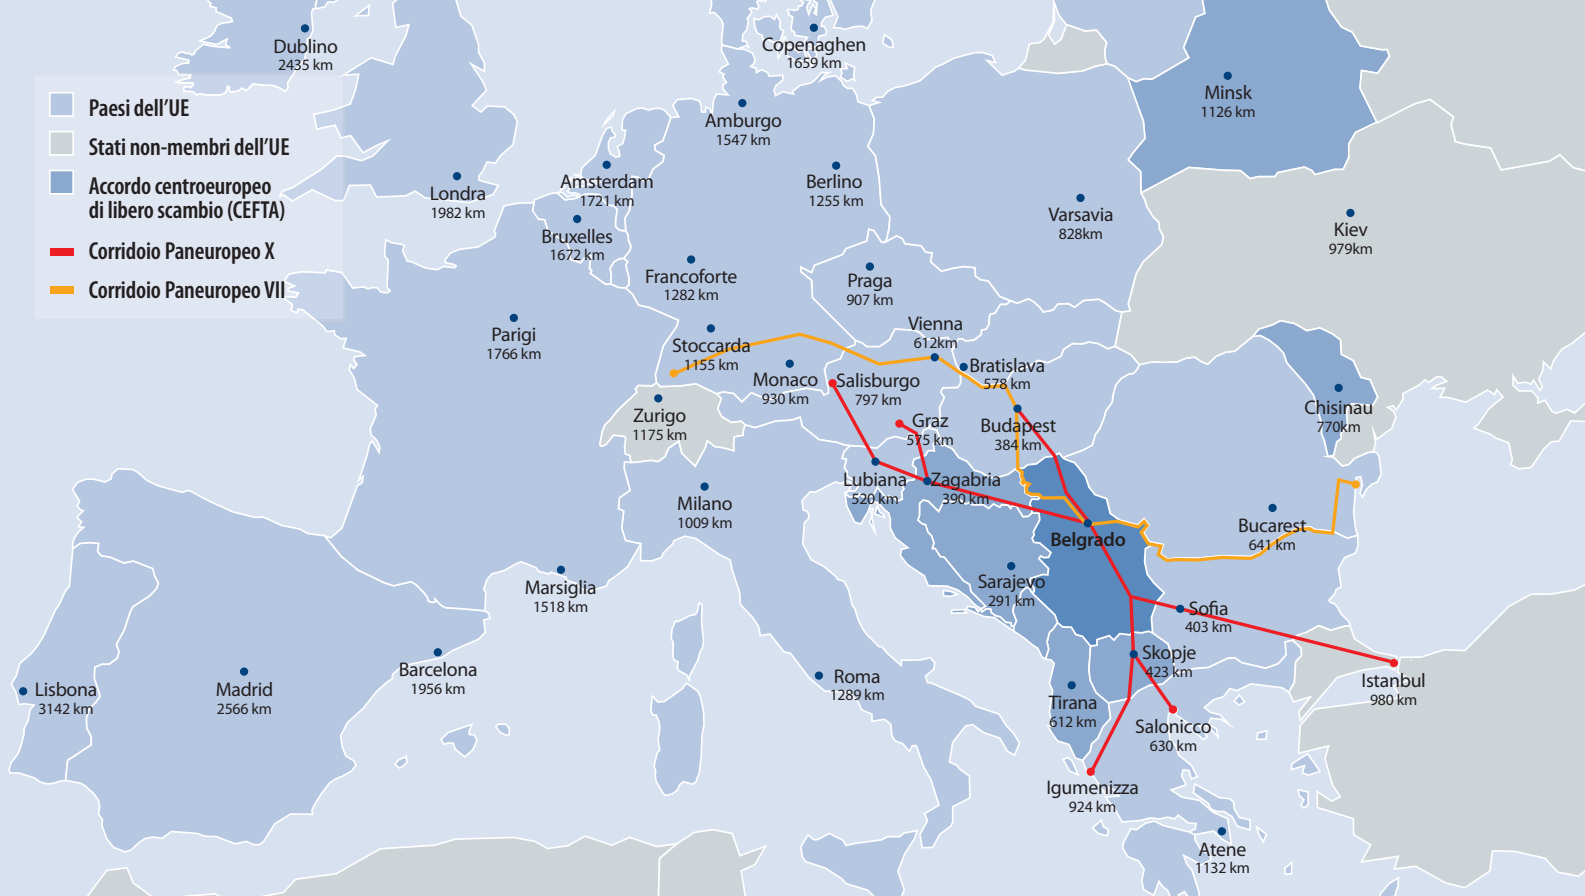 Dublino
2435 km
Copenaghen
1659 km
Minsk
1126 km
Paesi dell'UE
Stati non-membri dell'UE
Accordo centroeuropeo
di libero scambio (CEFTA)
Corridoio Paneuropeo X
Corridoio Paneuropeo VII
Amburgo
1547 km
Londra
1982 km
Amsterdam
1721 km
Berlino
1255 km
Varsavia
828km
Kiev
979km
Bruxelles
1672 km
Francoforte
1282 km
Praga
907 km
Parigi
1766 km
Stoccarda
1155 km
Vienna
612km
Monaco
930 km
Salisburgo
797 km
Bratislava
578 km
Zurigo
1175 km
Graz
575 km
Budapest
384 km
Chisinau
770km
Milano
1009 km
Lubiana
520 km
Zagabria
390 km
Belgrado
Bucarest
641 km
Marsiglia
1518 km
Sarajevo
291 km
Sofia
403 km
Lisbona
3142 km
Madrid
2566 km
Barcelona
1956 km
Roma
1289 km
Skopje
423 km
Tirana
612 km
Istanbul
980 km
Salonicco
630 km
Igumenizza
924 km
Atene
1132 km